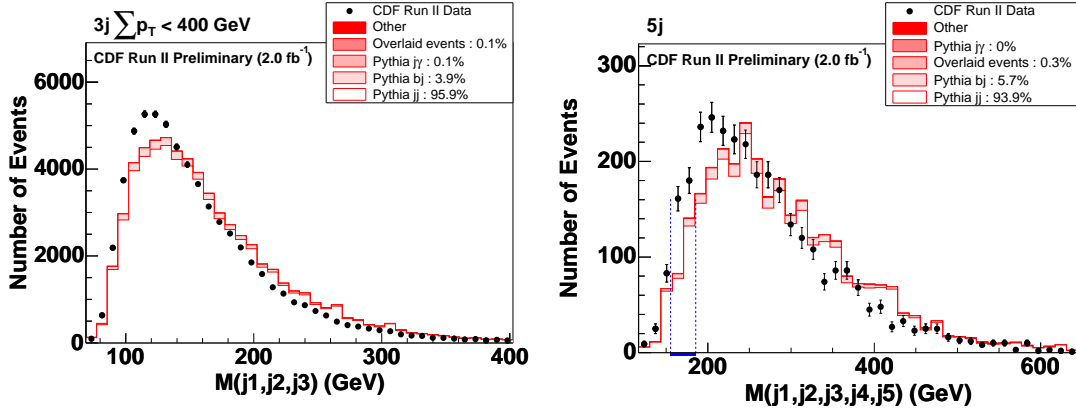 3j ∑p_T < 400 GeV
CDF Run II Preliminary (2.0 fb⁻¹)
CDF Run II Data
Other
Overlaid events : 0.1%
Pythia jγ : 0.1%
Pythia bj : 3.9%
Pythia jj : 95.9%
Number of Events
6000
4000
2000
0
100
200
300
400
M(j1,j2,j3) (GeV)
5j
CDF Run II Preliminary (2.0 fb⁻¹)
CDF Run II Data
Other
Pythia jγ : 0%
Overlaid events : 0.3%
Pythia bj : 5.7%
Pythia jj : 93.9%
Number of Events
300
200
100
0
200
400
600
M(j1,j2,j3,j4,j5) (GeV)